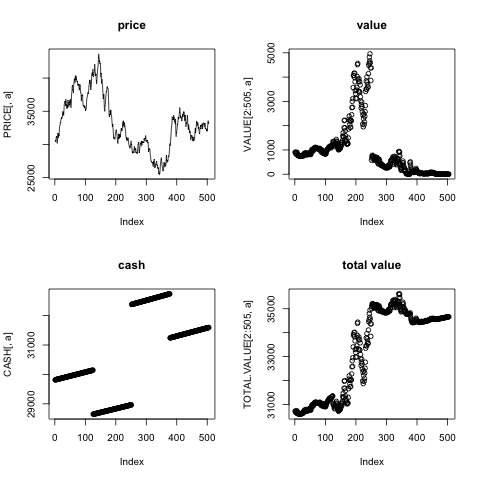 price
PRICE[, a]
35000
25000
0 100 200 300 400 500
Index
value
VALUE[2:505, a]
5000
3000
1000
0
0 100 200 300 400 500
Index
cash
CASH[, a]
31000
29000
0 100 200 300 400 500
Index
total value
TOTAL.VALUE[2:505, a]
35000
33000
31000
0 100 200 300 400 500
Index